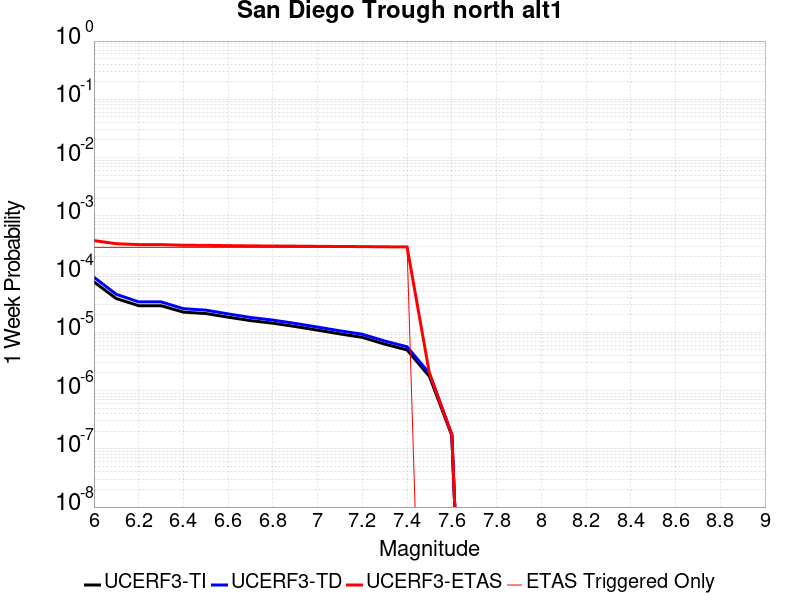 San Diego Trough north alt1
10^0
10^-1
10^-2
10^-3
10^-4
10^-5
10^-6
10^-7
10^-8
1 Week Probability
6 6.2 6.4 6.6 6.8 7 7.2 7.4 7.6 7.8 8 8.2 8.4 8.6 8.8 9
Magnitude
UCERF3-TI UCERF3-TD UCERF3-ETAS ETAS Triggered Only